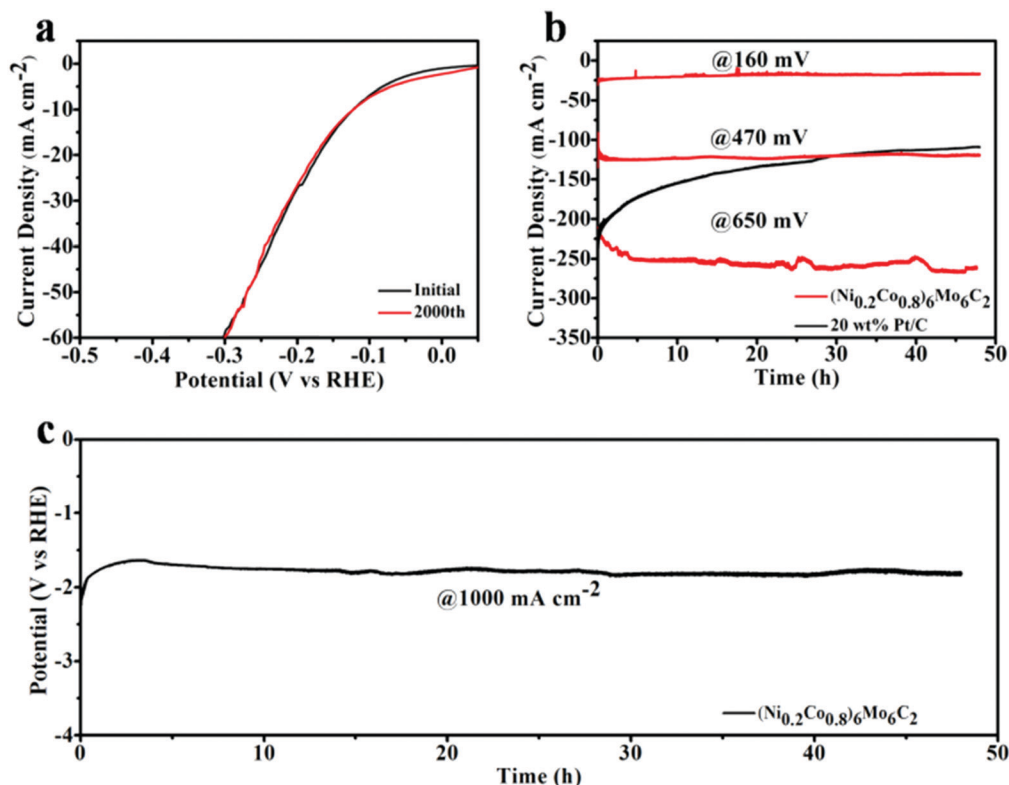 a
Current Density (mA cm⁻²)
0
-10
-20
-30
-40
-50
-60
-0.5
-0.4
-0.3
-0.2
-0.1
0.0
Initial
2000th
Potential (V vs RHE)
b
Current Density (mA cm⁻²)
0
-50
-100
-150
-200
-250
-300
-350
@160 mV
@470 mV
@650 mV
(Ni₀.₂Co₀.₈)₆Mo₆C₂
20 wt% Pt/C
0
10
20
30
40
50
Time (h)
c
Potential (V vs RHE)
0
-1
-2
-3
-4
@1000 mA cm⁻²
(Ni₀.₂Co₀.₈)₆Mo₆C₂
0
10
20
30
40
50
Time (h)